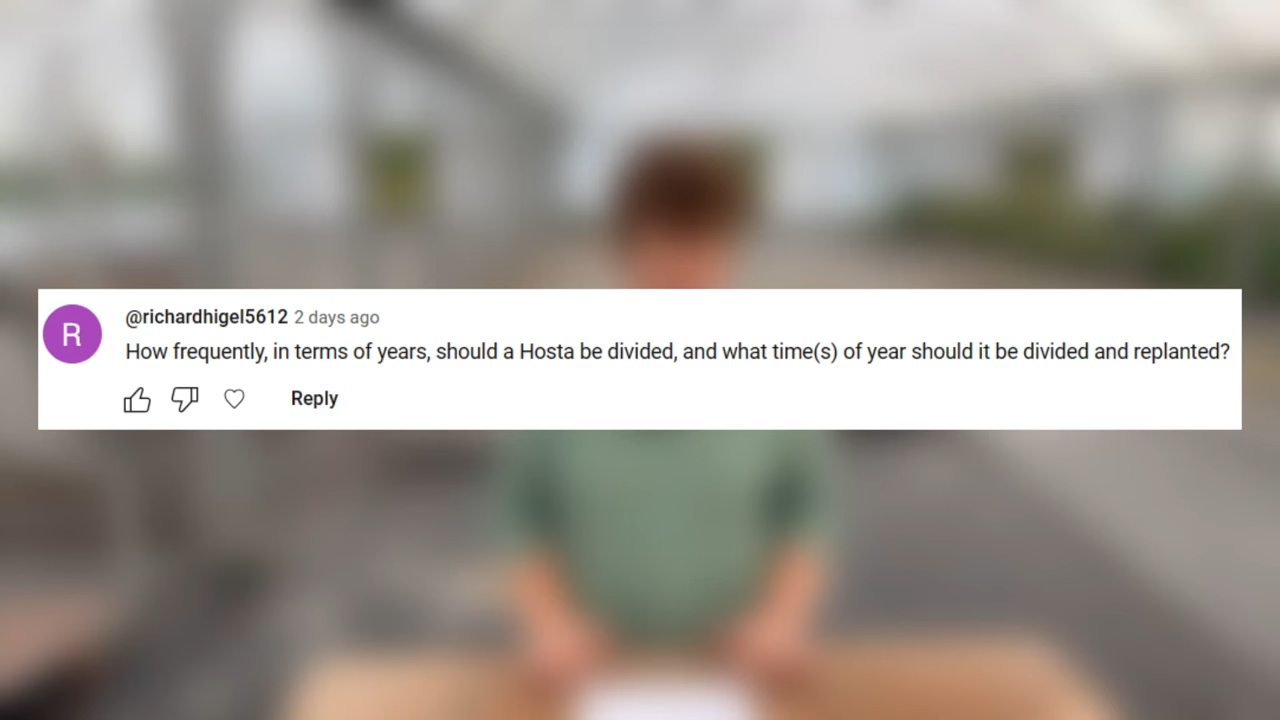 R
@richardhigel5612 2 days ago
How frequently, in terms of years, should a Hosta be divided, and what time(s) of year should it be divided and replanted?
Reply